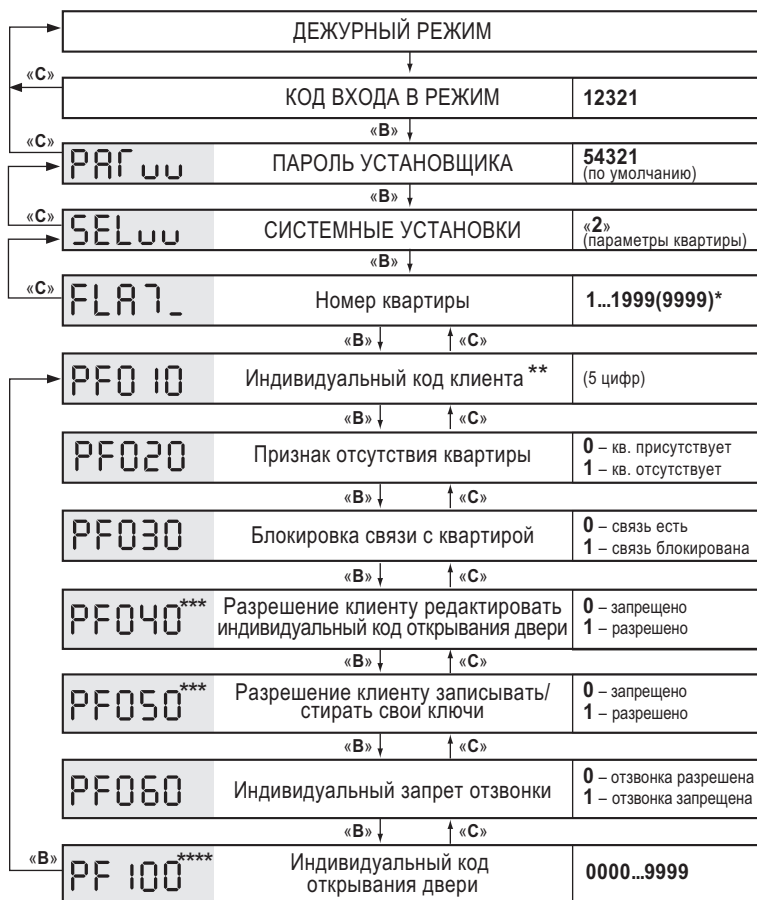 ДЕЖУРНЫЙ РЕЖИМ
«С»
КОД ВХОДА В РЕЖИМ 12321
«В»
«С»
PAГ␣␣ ПАРОЛЬ УСТАНОВЩИКА 54321
(по умолчанию)
«В»
«С»
SEL␣␣ СИСТЕМНЫЕ УСТАНОВКИ «2»
(параметры квартиры)
«В»
«С»
FLAT_ Номер квартиры 1...1999(9999)*
«В» «С»
PF010 Индивидуальный код клиента** (5 цифр)
«В» «С»
PF020 Признак отсутствия квартиры 0 – кв. присутствует
1 – кв. отсутствует
«В» «С»
PF030 Блокировка связи с квартирой 0 – связь есть
1 – связь блокирована
«В» «С»
PF040*** Разрешение клиенту редактировать 0 – запрещено
индивидуальный код открывания двери 1 – разрешено
«В» «С»
PF050*** Разрешение клиенту записывать/ 0 – запрещено
стирать свои ключи 1 – разрешено
«В» «С»
PF060 Индивидуальный запрет отзвонки 0 – отзвонка разрешена
1 – отзвонка запрещена
«В» «С»
«В»
PF100**** Индивидуальный код 0000...9999
открывания двери